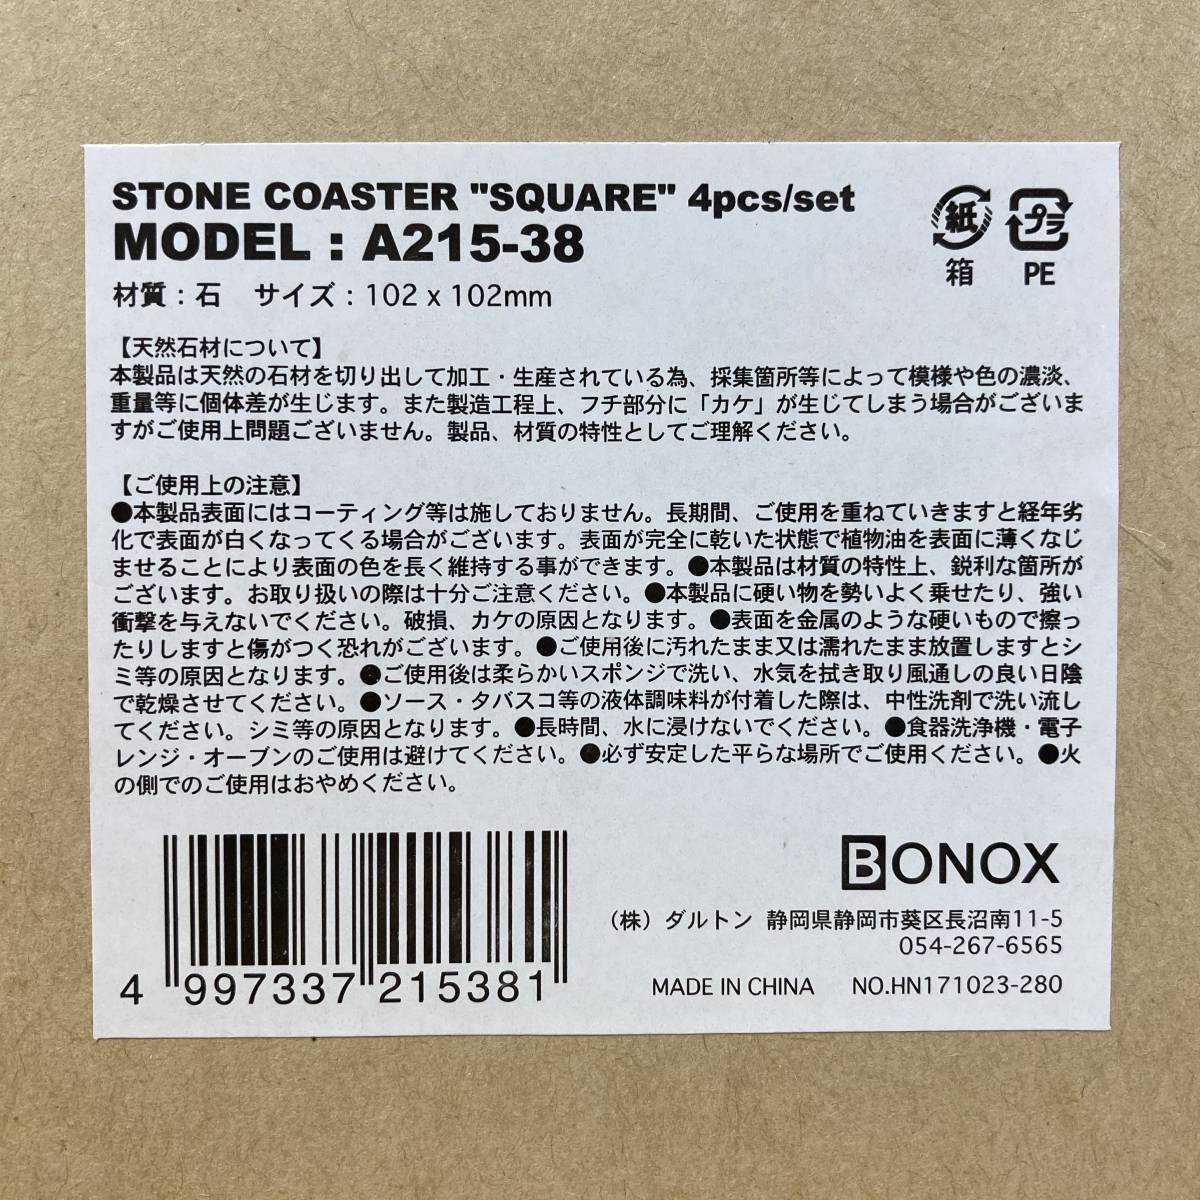 STONE COASTER "SQUARE" 4pcs/set
MODEL : A215-38
材質：石　サイズ：102 x 102mm
紙
箱
プラ
PE
【天然石材について】
本製品は天然の石材を切り出して加工・生産されている為、採集箇所等によって模様や色の濃淡、
重量等に個体差が生じます。また製造工程上、フチ部分に「カケ」が生じてしまう場合がございま
すがご使用上問題ございません。製品、材質の特性としてご理解ください。
【ご使用上の注意】
●本製品表面にはコーティング等は施しておりません。長期間、ご使用を重ねていきますと経年劣
化で表面が白くなってくる場合がございます。表面が完全に乾いた状態で植物油を表面に薄くなじ
ませることにより表面の色を長く維持する事ができます。●本製品は材質の特性上、鋭利な箇所が
ございます。お取り扱いの際は十分ご注意ください。●本製品に硬い物を勢いよく乗せたり、強い
衝撃を与えないでください。破損、カケの原因となります。●表面を金属のような硬いもので擦っ
たりしますと傷がつく恐れがございます。●ご使用後に汚れたまま又は濡れたまま放置しますとシ
ミ等の原因となります。●ご使用後は柔らかいスポンジで洗い、水気を拭き取り風通しの良い日陰
で乾燥させてください。●ソース・タバスコ等の液体調味料が付着した際は、中性洗剤で洗い流し
てください。シミ等の原因となります。●長時間、水に浸けないでください。●食器洗浄機・電子
レンジ・オーブンのご使用は避けてください。●必ず安定した平らな場所でご使用ください。●火
の側でのご使用はおやめください。
BONOX
（株）ダルトン 静岡県静岡市葵区長沼南11-5
054-267-6565
MADE IN CHINA　NO.HN171023-280
4 997337 215381